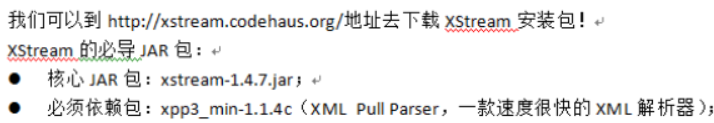 我们可以到 http://xstream.codehaus.org/地址去下载 XStream 安装包！
XStream 的必导 JAR 包：
● 核心 JAR 包：xstream-1.4.7.jar；
● 必须依赖包：xpp3_min-1.1.4c（XML Pull Parser，一款速度很快的 XML 解析器）；